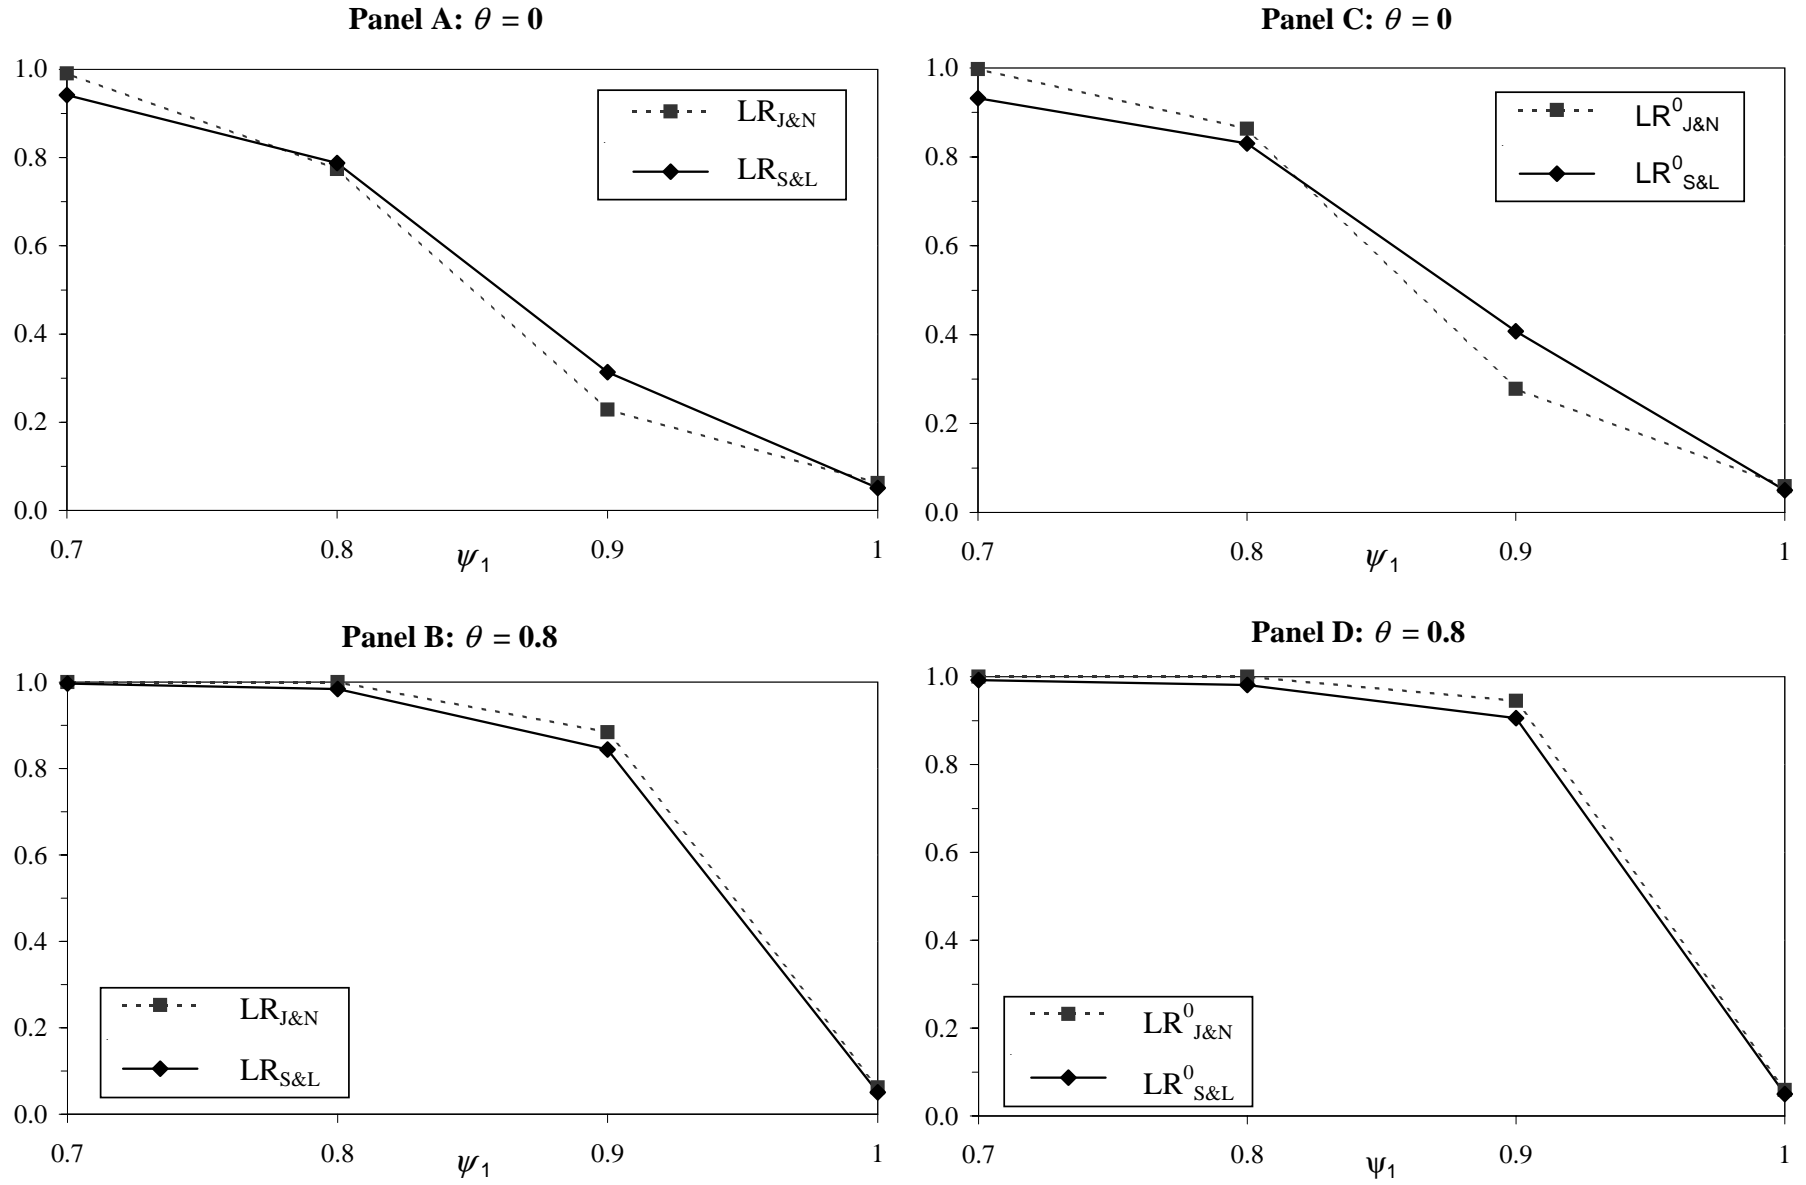 Panel A: θ = 0
1.0
0.8
0.6
0.4
0.2
0.0
0.7 0.8 0.9 1
ψ1
LRJ&N
LRS&L
Panel C: θ = 0
1.0
0.8
0.6
0.4
0.2
0.0
0.7 0.8 0.9 1
ψ1
LR0J&N
LR0S&L
Panel B: θ = 0.8
1.0
0.8
0.6
0.4
0.2
0.0
0.7 0.8 0.9 1
ψ1
LRJ&N
LRS&L
Panel D: θ = 0.8
1.0
0.8
0.6
0.4
0.2
0.0
0.7 0.8 0.9 1
ψ1
LR0J&N
LR0S&L